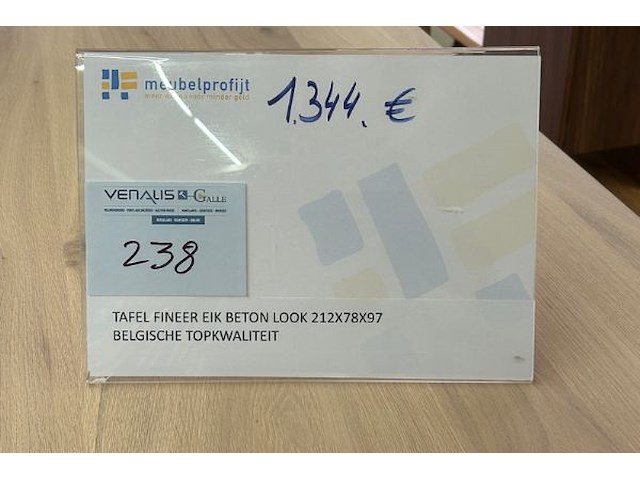 meubelprofijt
1.344. €
VENALIS GALLE
238
TAFEL FINEER EIK BETON LOOK 212X78X97
BELGISCHE TOPKWALITEIT